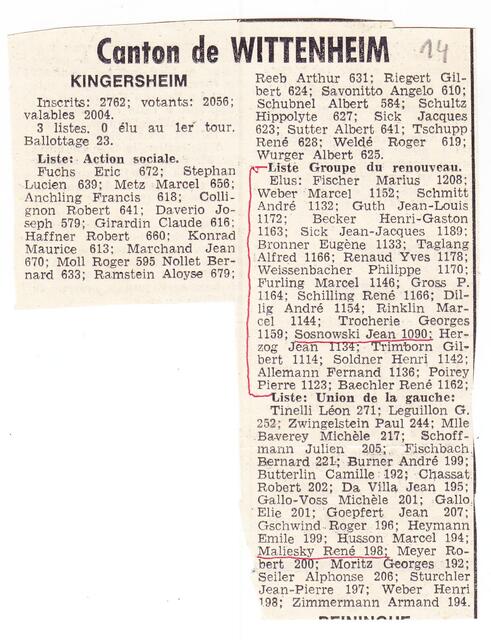 Canton de WITTENHEIM
14
KINGERSHEIM
Inscrits: 2762; votants: 2056;
valables 2004.
3 listes. 0 élu au 1er tour.
Ballottage 23.
Liste: Action sociale.
Fuchs Eric 672; Stephan
Lucien 639; Metz Marcel 656;
Anchling Francis 618; Colli-
gnon Robert 641; Daverio Jo-
seph 579; Girardin Claude 616;
Haffner Robert 660; Konrad
Maurice 613; Marchand Jean
670; Moll Roger 595 Nollet Ber-
nard 633; Ramstein Aloyse 679;
Reeb Arthur 631; Riegert Gil-
bert 624; Savonitto Angelo 610;
Schubnel Albert 584; Schultz
Hippolyte 627; Sick Jacques
623; Sutter Albert 641; Tschupp
René 628; Weldé Roger 619;
Wurger Albert 625.
Liste Groupe du renouveau.
Elus: Fischer Marius 1208;
Weber Marcel 1152; Schmitt
André 1132; Guth Jean-Louis
1172; Becker Henri-Gaston
1163; Sick Jean-Jacques 1189;
Bronner Eugène 1133; Taglang
Alfred 1166; Renaud Yves 1178;
Weissenbacher Philippe 1170;
Furling Marcel 1146; Gross P.
1164; Schilling René 1166; Dil-
lig André 1154; Rinklin Mar-
cel 1144; Trocherie Georges
1159; Sosnowski Jean 1090; Her-
zog Jean 1134; Trimborn Gil-
bert 1114; Soldner Henri 1142;
Allemann Fernand 1136; Poirey
Pierre 1123; Baechler René 1162;
Liste: Union de la gauche:
Tinelli Léon 271; Leguillon G.
252; Zwingelstein Paul 244; Mlle
Baverey Michèle 217; Schoff-
mann Julien 205; Fischbach
Bernard 221; Burner André 199;
Butterlin Camille 192; Chassat
Robert 202; Da Villa Jean 195;
Gallo-Voss Michèle 201; Gallo
Elie 201; Goepfert Jean 207;
Gschwind Roger 196; Heymann
Emile 199; Husson Marcel 194;
Maliesky René 198; Meyer Ro-
bert 200; Moritz Georges 192;
Seiler Alphonse 206; Sturchler
Jean-Pierre 197; Weber Henri
198; Zimmermann Armand 194.